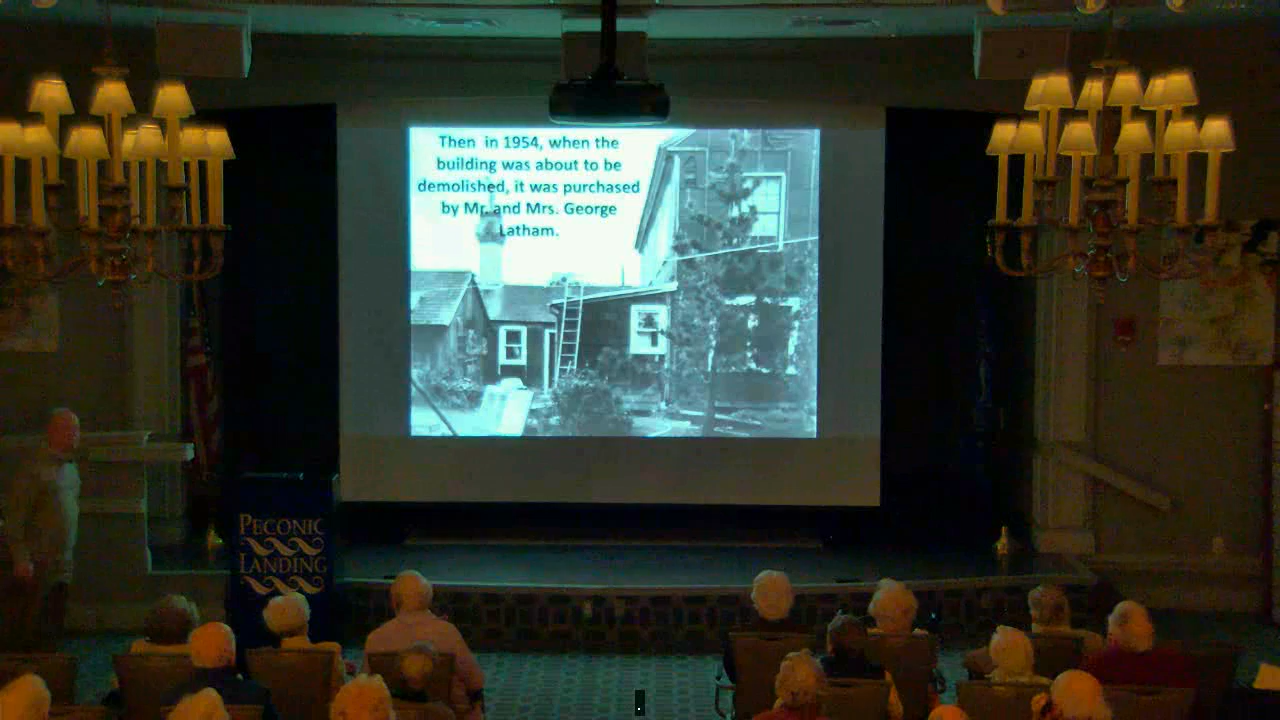 Then in 1954, when the
building was about to be
demolished, it was purchased
by Mr. and Mrs. George
Latham.
PECONIC
LANDING